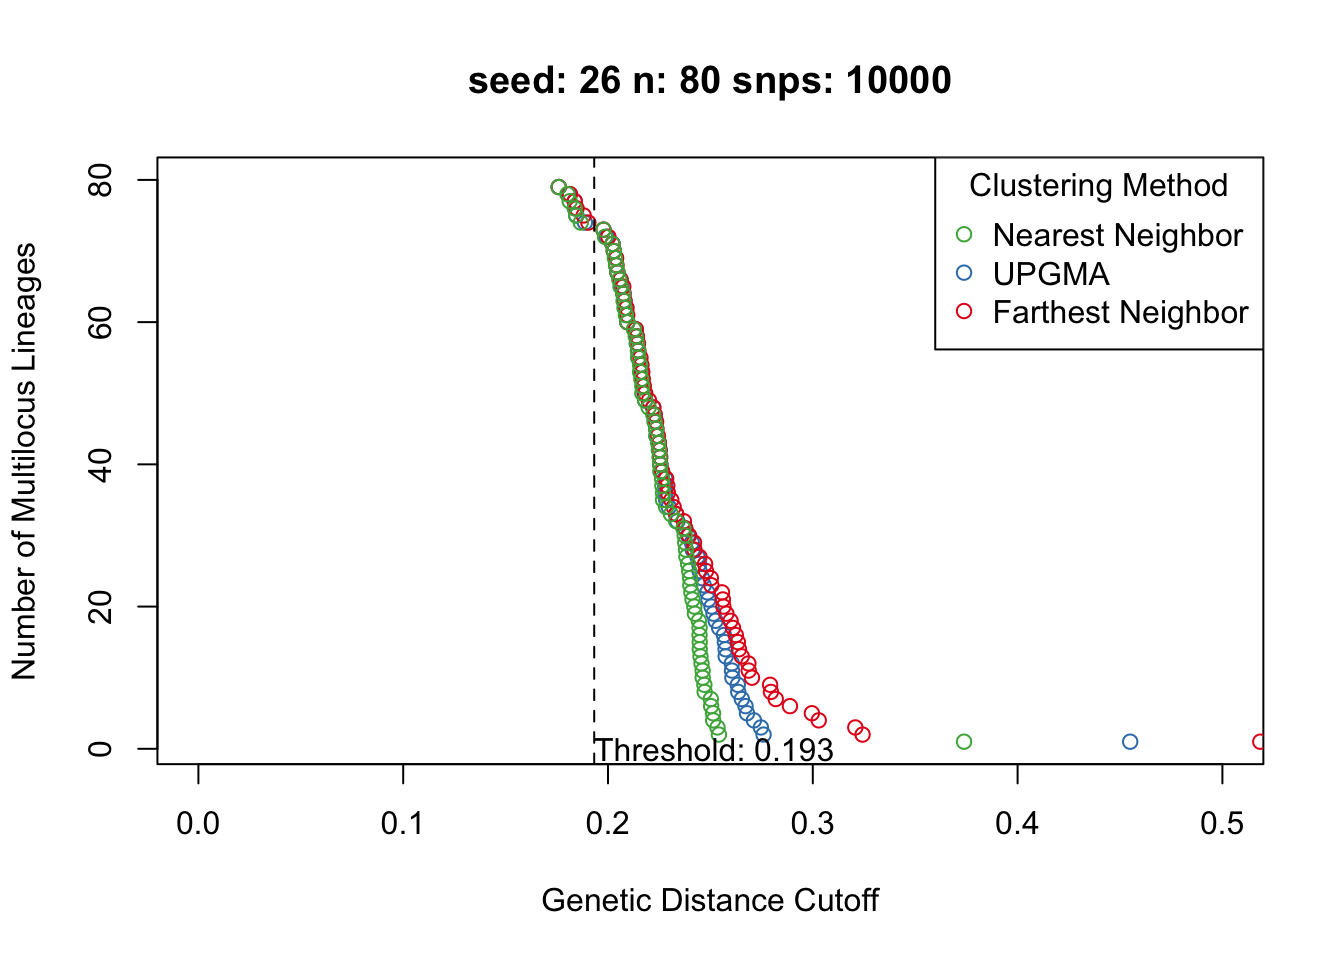 seed: 26 n: 80 snps: 10000
Number of Multilocus Lineages
80
60
40
20
0
Clustering Method
Nearest Neighbor
UPGMA
Farthest Neighbor
Threshold: 0.193
0.0 0.1 0.2 0.3 0.4 0.5
Genetic Distance Cutoff